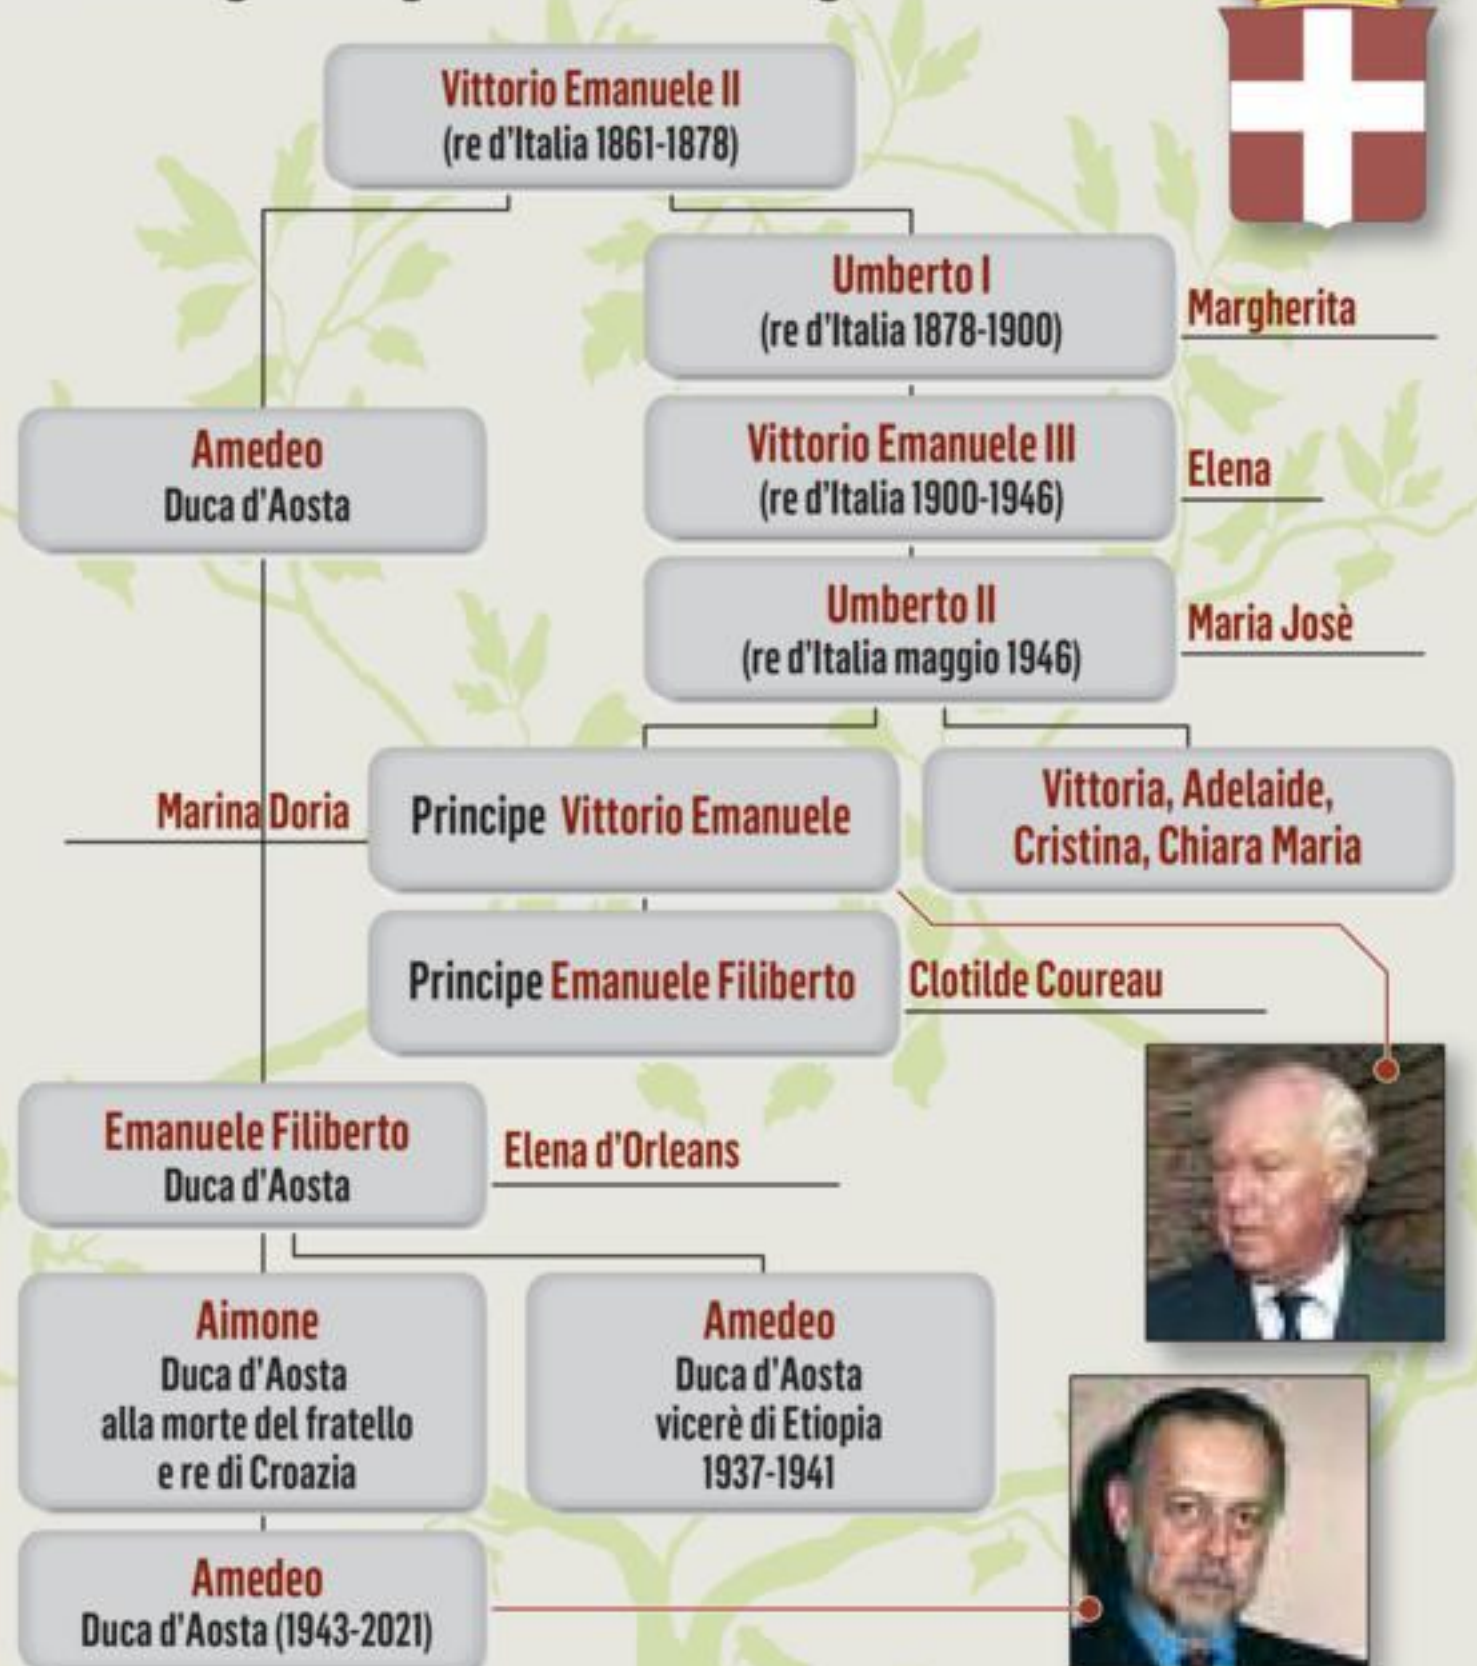 Vittorio Emanuele II
(re d'Italia 1861-1878)
Umberto I
(re d'Italia 1878-1900)
Margherita
Amedeo
Duca d'Aosta
Vittorio Emanuele III
(re d'Italia 1900-1946)
Elena
Umberto II
(re d'Italia maggio 1946)
Maria Josè
Marina Doria
Principe Vittorio Emanuele
Vittoria, Adelaide,
Cristina, Chiara Maria
Principe Emanuele Filiberto
Clotilde Coureau
Emanuele Filiberto
Duca d'Aosta
Elena d'Orleans
Aimone
Duca d'Aosta
alla morte del fratello
e re di Croazia
Amedeo
Duca d'Aosta
vicerè di Etiopia
1937-1941
Amedeo
Duca d'Aosta (1943-2021)